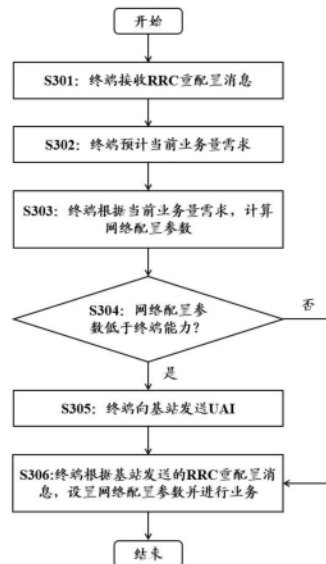 开始
S301：终端接收RRC重配置消息
S302：终端预计当前业务量需求
S303：终端根据当前业务量需求，计算
网络配置参数
S304：网络配置参
数低于终端能力？
否
是
S305：终端向基站发送UAI
S306:终端根据基站发送的RRC重配置消
息，设置网络配置参数并进行业务
结束